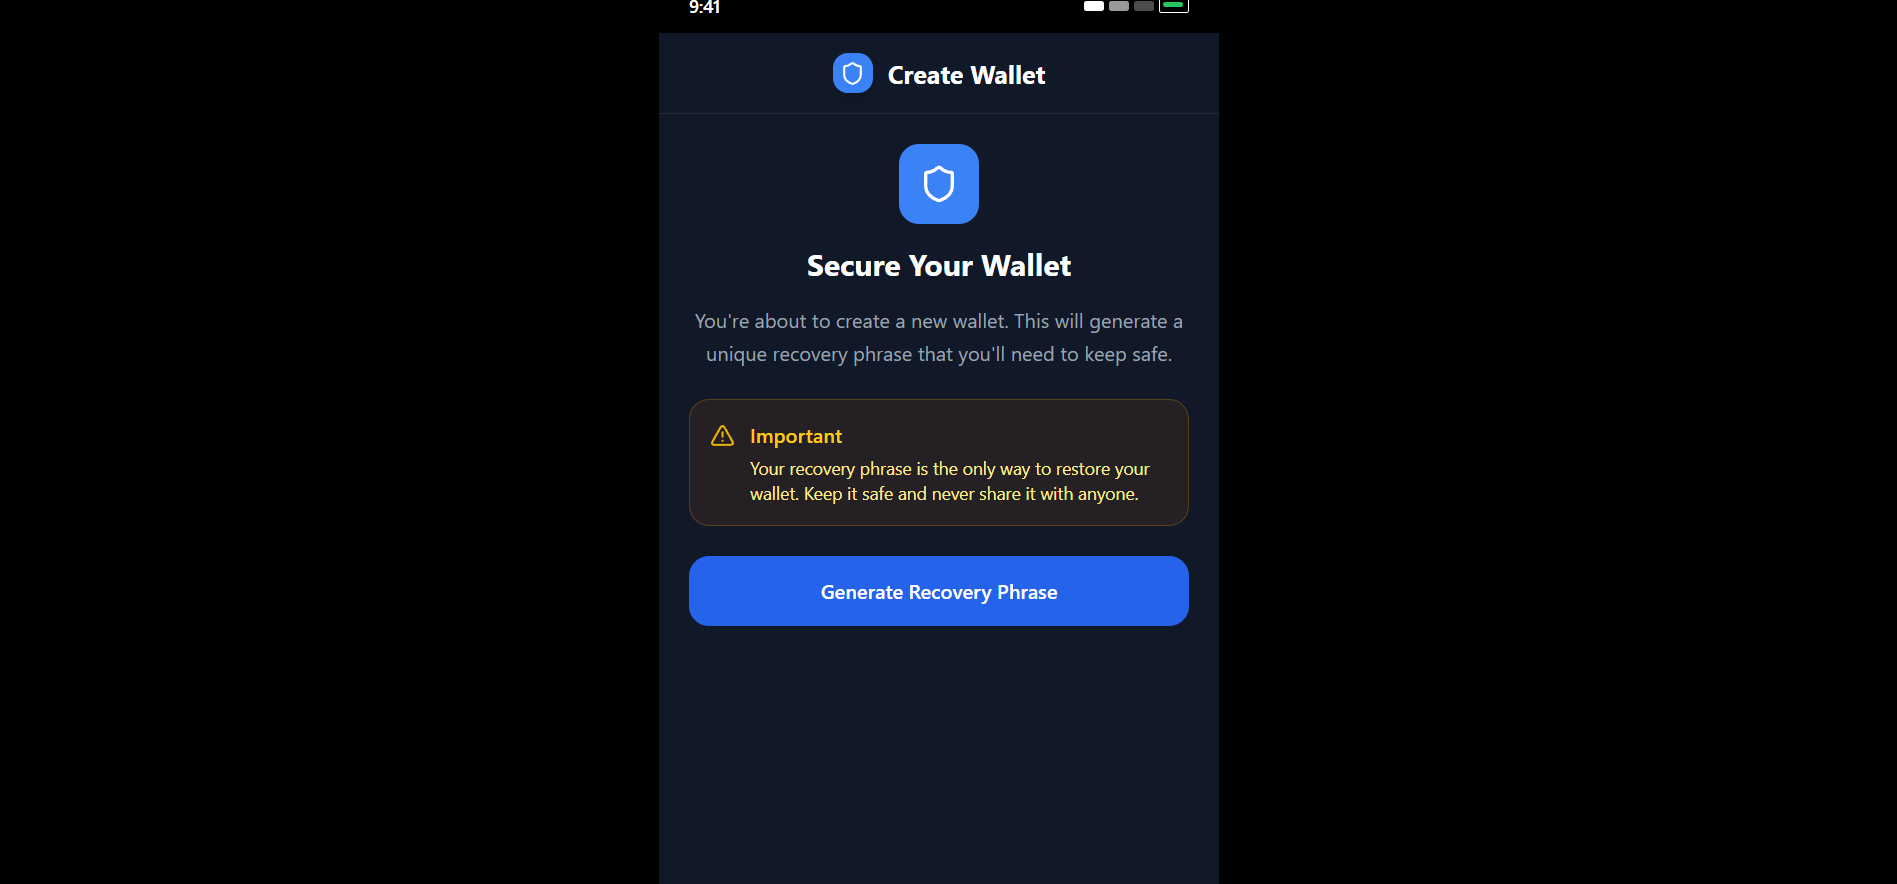 9:41
Create Wallet
Secure Your Wallet
You're about to create a new wallet. This will generate a
unique recovery phrase that you'll need to keep safe.
Important
Your recovery phrase is the only way to restore your
wallet. Keep it safe and never share it with anyone.
Generate Recovery Phrase